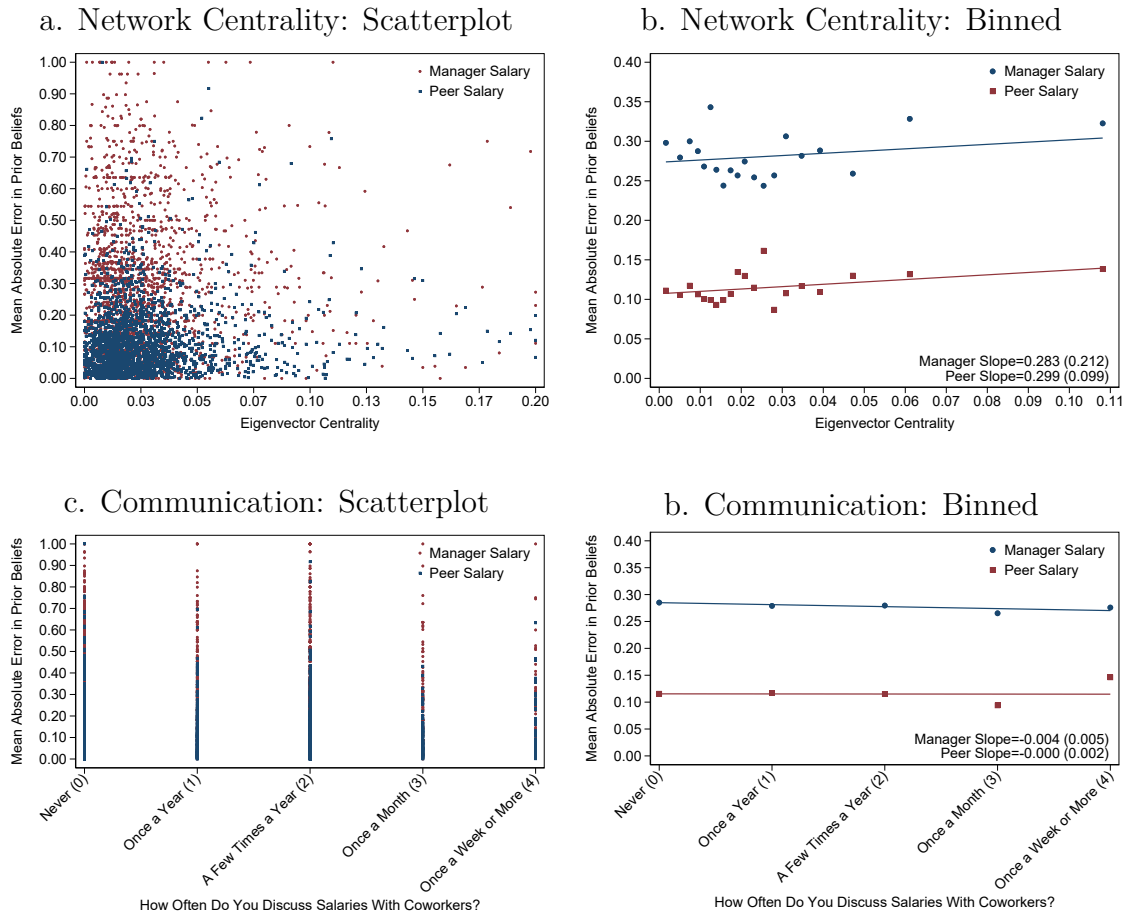 a. Network Centrality: Scatterplot
Mean Absolute Error in Prior Beliefs
1.00
0.90
0.80
0.70
0.60
0.50
0.40
0.30
0.20
0.10
0.00
Manager Salary
Peer Salary
0.00 0.03 0.05 0.07 0.10 0.13 0.15 0.17 0.20
Eigenvector Centrality
b. Network Centrality: Binned
Mean Absolute Error in Prior Beliefs
0.40
0.35
0.30
0.25
0.20
0.15
0.10
0.05
0.00
Manager Salary
Peer Salary
Manager Slope=0.283 (0.212)
Peer Slope=0.299 (0.099)
0.00 0.01 0.02 0.03 0.04 0.05 0.06 0.07 0.08 0.09 0.10 0.11
Eigenvector Centrality
c. Communication: Scatterplot
Mean Absolute Error in Prior Beliefs
1.00
0.90
0.80
0.70
0.60
0.50
0.40
0.30
0.20
0.10
0.00
Manager Salary
Peer Salary
Never (0)
Once a Year (1)
A Few Times a Year (2)
Once a Month (3)
Once a Week or More (4)
How Often Do You Discuss Salaries With Coworkers?
b. Communication: Binned
Mean Absolute Error in Prior Beliefs
0.40
0.35
0.30
0.25
0.20
0.15
0.10
0.05
0.00
Manager Salary
Peer Salary
Manager Slope=-0.004 (0.005)
Peer Slope=-0.000 (0.002)
Never (0)
Once a Year (1)
A Few Times a Year (2)
Once a Month (3)
Once a Week or More (4)
How Often Do You Discuss Salaries With Coworkers?